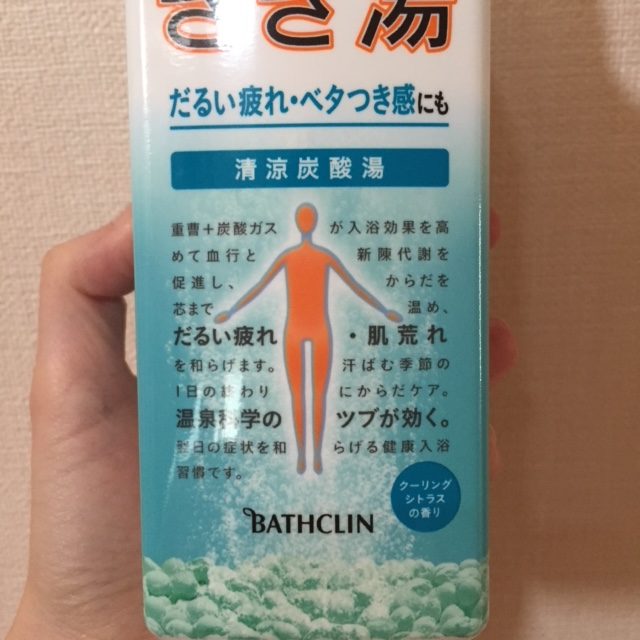 きき湯
だるい疲れ・ベタつき感にも
清涼炭酸湯
重曹+炭酸ガスが入浴効果を高
めて血行と新陳代謝を
促進し、からだを
芯まで温め、
だるい疲れ・肌荒れ
を和らげます。汗ばむ季節の
1日の終わりにからだケア。
温泉科学のツブが効く。
翌日の症状を和らげる健康入浴
習慣です。
クーリング
シトラス
の香り
BATHCLIN